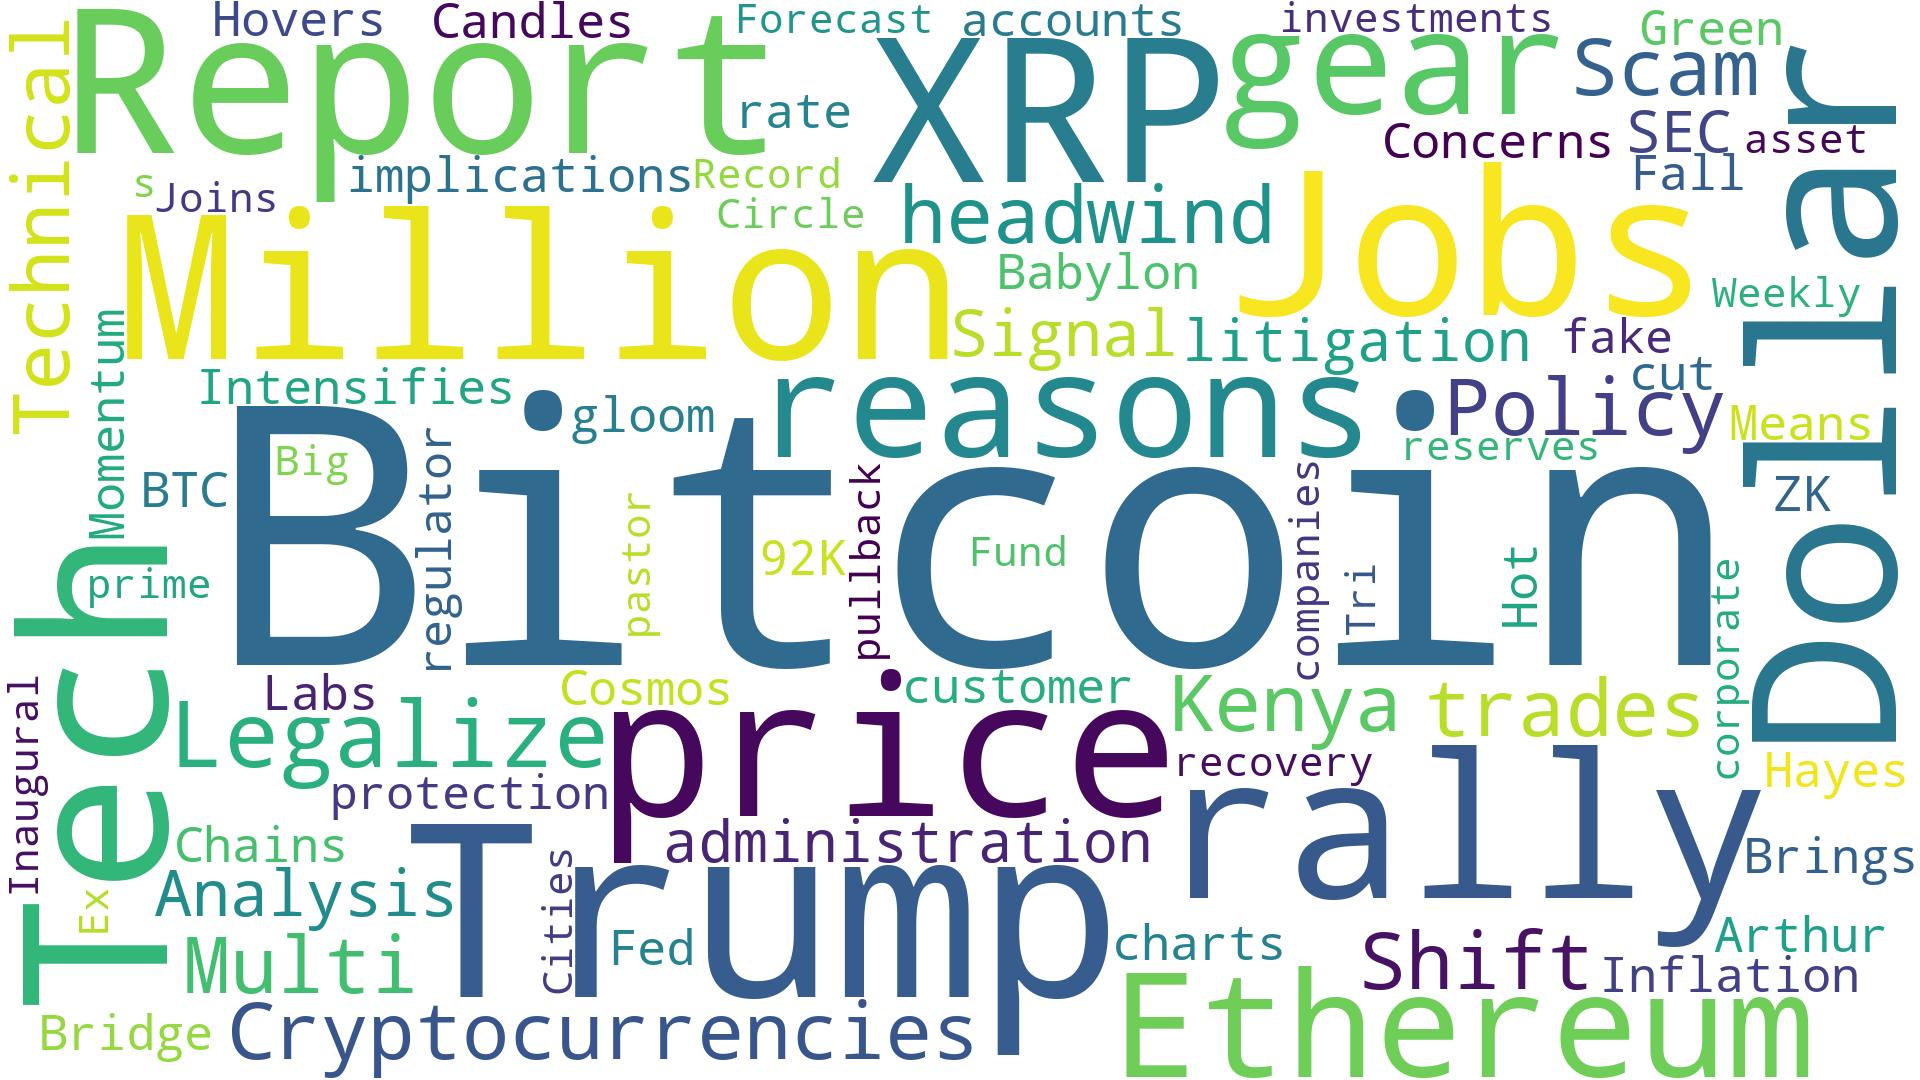 Hovers
Candles
Forecast
accounts
investments
Green
Technical
Report
XRP
gear
Scam
rate
Concerns
SEC
asset
Dollar
implications
Record
Fall
s
Joins
Circle
headwind
Jobs
Million
Babylon
Weekly
Momentum
Signal
litigation
fake
cut
Intensifies
gloom
reasons
Policy
Means
reserves
Big
BTC
Bitcoin
regulator
pastor
92K
pullback
Fund
companies
Tri
Hot
ZK
Tech
prime
corporate
Inaugural
Labs
Cosmos
customer
Kenya
trades
Legalize
price
recovery
rally
Hayes
protection
Chains
Trump
administration
Brings
Ex
Analysis
Cities
Fed
charts
Shift
Arthur
Multi
Inflation
Bridge
Cryptocurrencies
Ethereum